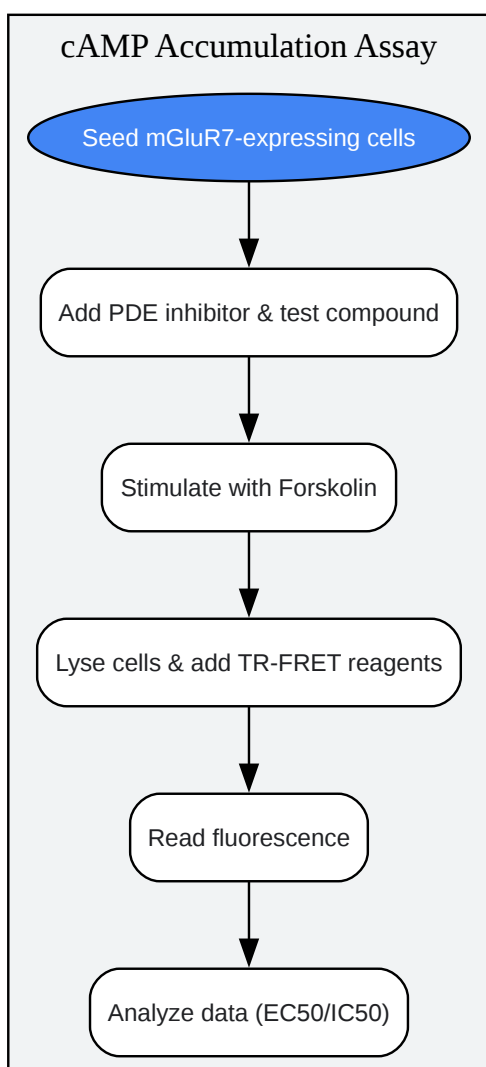 cAMP Accumulation Assay
Seed mGluR7-expressing cells
Add PDE inhibitor & test compound
Stimulate with Forskolin
Lyse cells & add TR-FRET reagents
Read fluorescence
Analyze data (EC50/IC50)